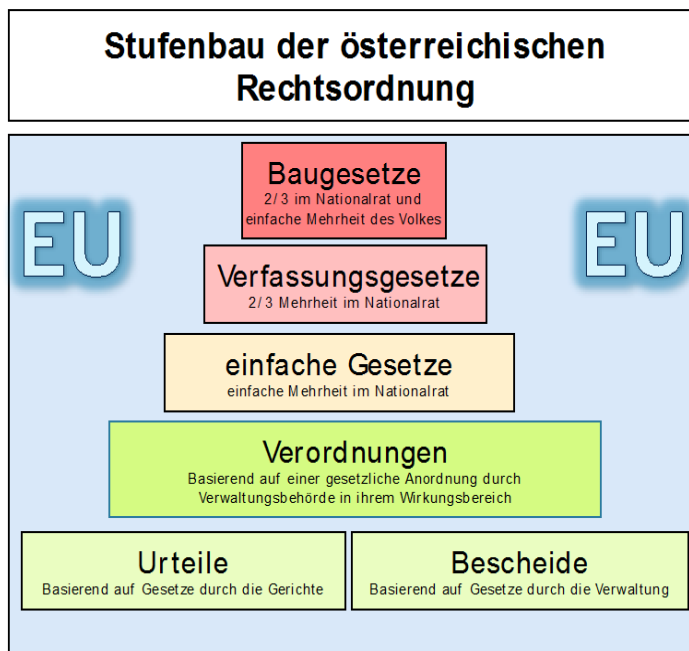 Stufenbau der österreichischen
Rechtsordnung
EU
EU
Baugesetze
2/3 im Nationalrat und
einfache Mehrheit des Volkes
Verfassungsgesetze
2/3 Mehrheit im Nationalrat
einfache Gesetze
einfache Mehrheit im Nationalrat
Verordnungen
Basierend auf einer gesetzliche Anordnung durch
Verwaltungsbehörde in ihrem Wirkungsbereich
Urteile
Basierend auf Gesetze durch die Gerichte
Bescheide
Basierend auf Gesetze durch die Verwaltung